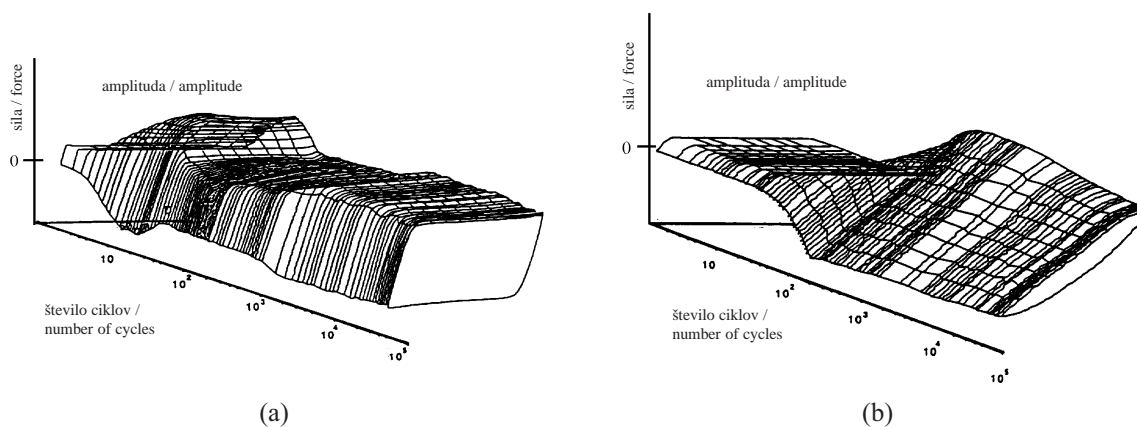 sila / force
amplituda / amplitude
0
10
10²
10³
10⁴
10⁵
število ciklov /
number of cycles
(a)
sila / force
amplituda / amplitude
0
10
10²
10³
10⁴
10⁵
število ciklov /
number of cycles
(b)